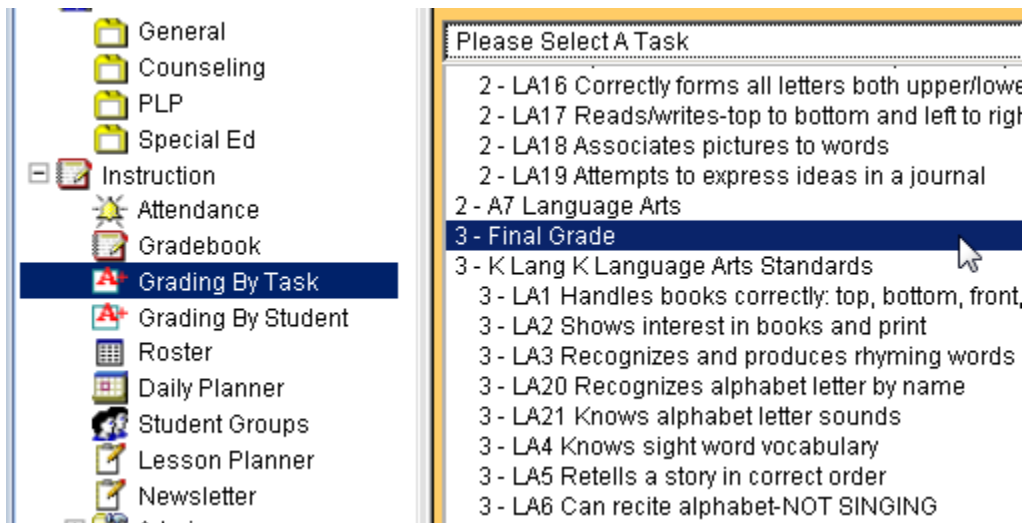 General
Counseling
PLP
Special Ed
Instruction
Attendance
Gradebook
Grading By Task
Grading By Student
Roster
Daily Planner
Student Groups
Lesson Planner
Newsletter
Please Select A Task
2 - LA16 Correctly forms all letters both upper/lowe
2 - LA17 Reads/writes-top to bottom and left to righ
2 - LA18 Associates pictures to words
2 - LA19 Attempts to express ideas in a journal
2 - A7 Language Arts
3 - Final Grade
3 - K Lang K Language Arts Standards
3 - LA1 Handles books correctly: top, bottom, front,
3 - LA2 Shows interest in books and print
3 - LA3 Recognizes and produces rhyming words
3 - LA20 Recognizes alphabet letter by name
3 - LA21 Knows alphabet letter sounds
3 - LA4 Knows sight word vocabulary
3 - LA5 Retells a story in correct order
3 - LA6 Can recite alphabet-NOT SINGING